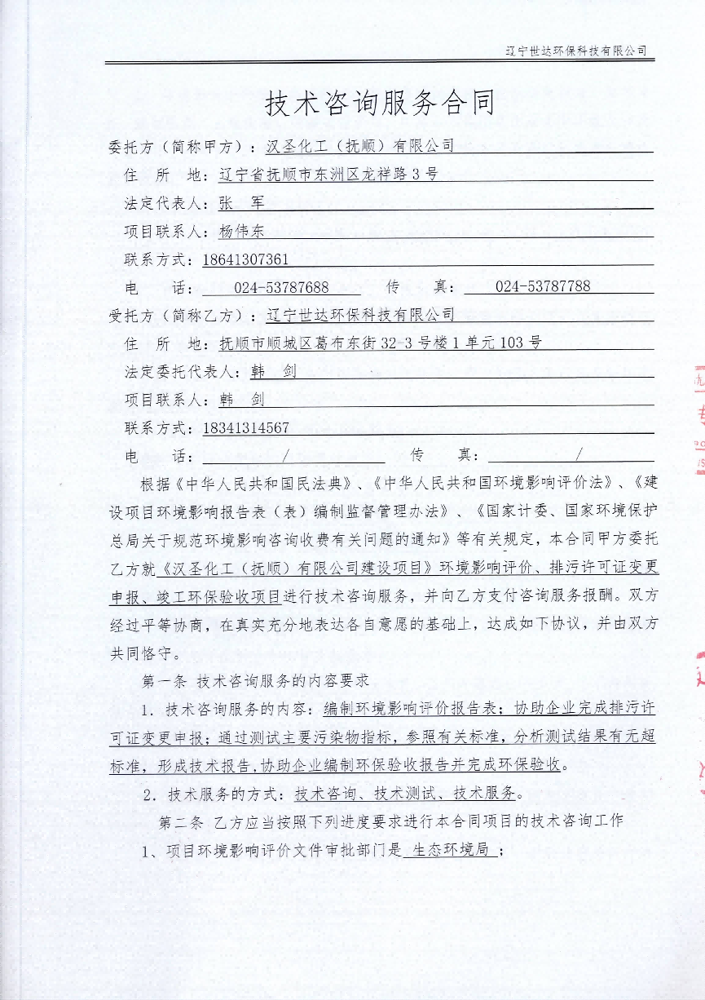 辽宁世达环保科技有限公司
技术咨询服务合同
委托方（简称甲方）：汉圣化工（抚顺）有限公司
住 所 地：辽宁省抚顺市东洲区龙祥路3号
法定代表人：张 军
项目联系人：杨伟东
联系方式：18641307361
电 话： 024-53787688 传 真： 024-53787788
受托方（简称乙方）：辽宁世达环保科技有限公司
住 所 地：抚顺市顺城区葛布东街32-3号楼1单元103号
法定委托代表人：韩 剑
项目联系人：韩 剑
联系方式：18341314567
电 话： / 传 真： /
根据《中华人民共和国民法典》、《中华人民共和国环境影响评价法》、《建
设项目环境影响报告表（表）编制监督管理办法》、《国家计委、国家环境保护
总局关于规范环境影响咨询收费有关问题的通知》等有关规定，本合同甲方委托
乙方就《汉圣化工（抚顺）有限公司建设项目》环境影响评价、排污许可证变更
申报、竣工环保验收项目进行技术咨询服务，并向乙方支付咨询服务报酬。双方
经过平等协商，在真实充分地表达各自意愿的基础上，达成如下协议，并由双方
共同恪守。
第一条 技术咨询服务的内容要求
1．技术咨询服务的内容：编制环境影响评价报告表；协助企业完成排污许
可证变更申报；通过测试主要污染物指标，参照有关标准，分析测试结果有无超
标准，形成技术报告,协助企业编制环保验收报告并完成环保验收。
2．技术服务的方式：技术咨询、技术测试、技术服务。
第二条 乙方应当按照下列进度要求进行本合同项目的技术咨询工作
1、项目环境影响评价文件审批部门是 生态环境局 ；